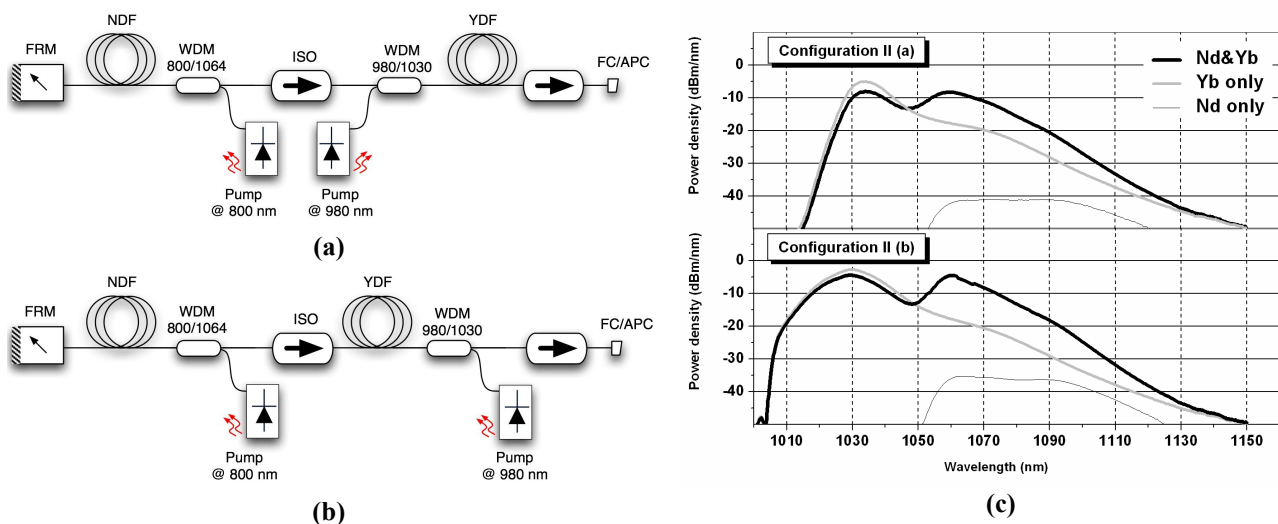 NDF
YDF
FRM
WDM
800/1064
ISO
WDM
980/1030
FC/APC
Pump
@ 800 nm
Pump
@ 980 nm
(a)
NDF
YDF
FRM
WDM
800/1064
ISO
WDM
980/1030
FC/APC
Pump
@ 800 nm
Pump
@ 980 nm
(b)
Configuration II (a)
Nd&Yb
Yb only
Nd only
Power density (dBm/nm)
0
-10
-20
-30
-40
Configuration II (b)
Power density (dBm/nm)
0
-10
-20
-30
-40
1010 1030 1050 1070 1090 1110 1130 1150
Wavelength (nm)
(c)